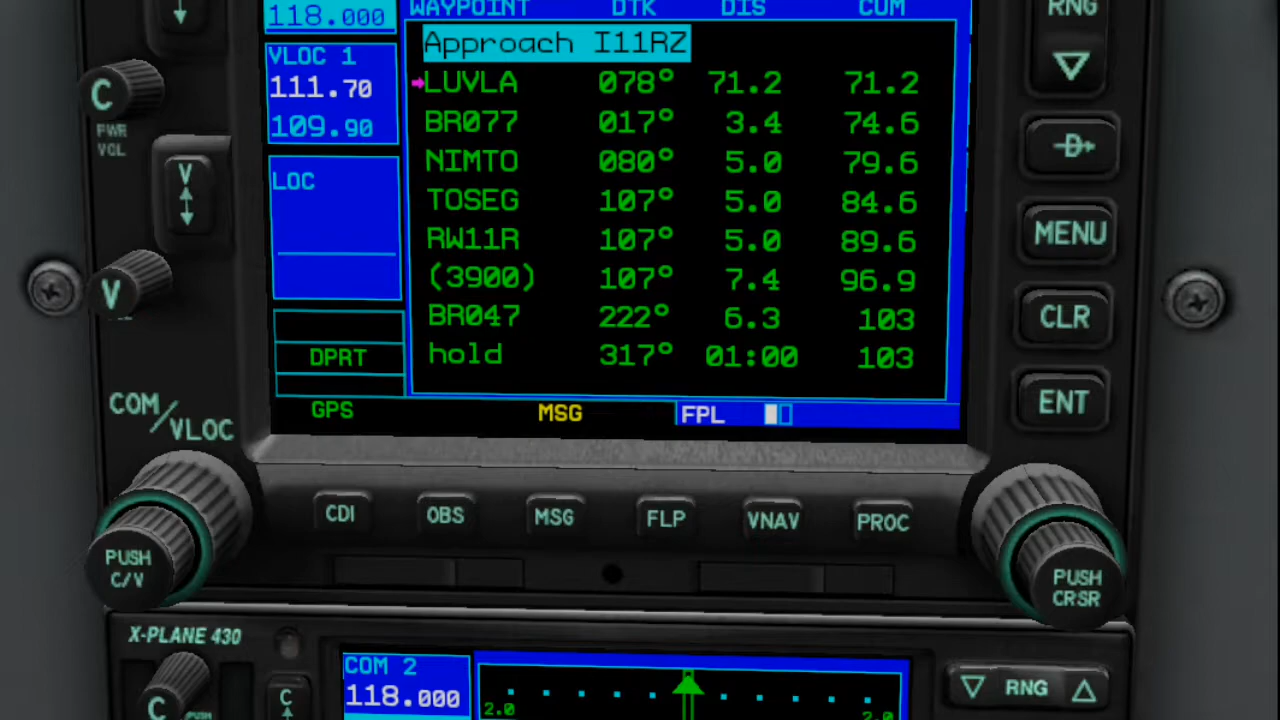 118.000
WAYPOINT DTK DIS CUM
RNG
VLOC 1
111.70
109.90
Approach I11RZ
LUVLA 078° 71.2 71.2
BR077 017° 3.4 74.6
NIMTO 080° 5.0 79.6
TOSEG 107° 5.0 84.6
RW11R 107° 5.0 89.6
(3900) 107° 7.4 96.9
BR047 222° 6.3 103
hold 317° 01:00 103
C
PWR
VOL
V
LOC
V
D
MENU
CLR
ENT
DPRT
GPS MSG FPL
COM/VLOC
CDI OBS MSG FLP VNAV PROC
PUSH
C/V
PUSH
CRSR
X-PLANE 430
COM 2
118.000
C
PUSH
C
2.0 2.0
RNG